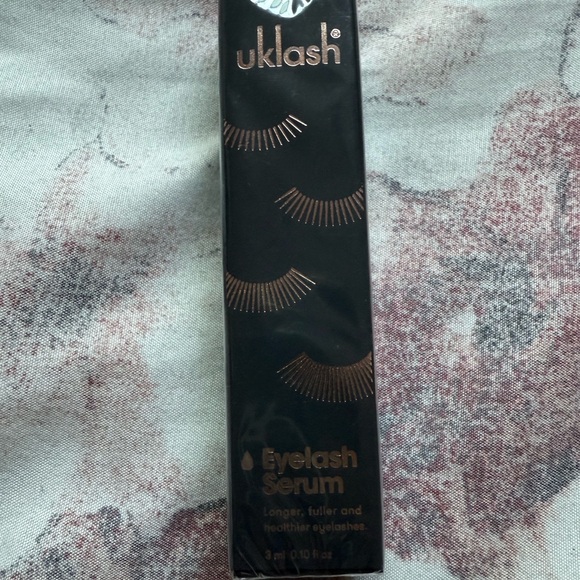 uklash®
Eyelash
Serum
Longer, fuller and
healthier eyelashes.
3 ml 0.10 fl oz